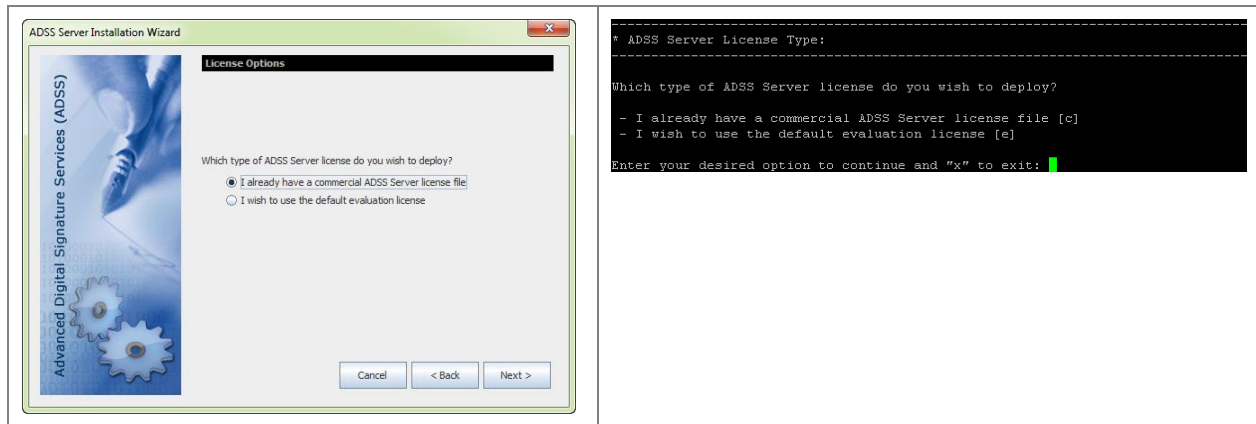 ADSS Server Installation Wizard
Advanced Digital Signature Services (ADSS)
License Options
Which type of ADSS Server license do you wish to deploy?
I already have a commercial ADSS Server license file
I wish to use the default evaluation license
Cancel
< Back
Next >
* ADSS Server License Type:
Which type of ADSS Server license do you wish to deploy?
- I already have a commercial ADSS Server license file [c]
- I wish to use the default evaluation license [e]
Enter your desired option to continue and "x" to exit: